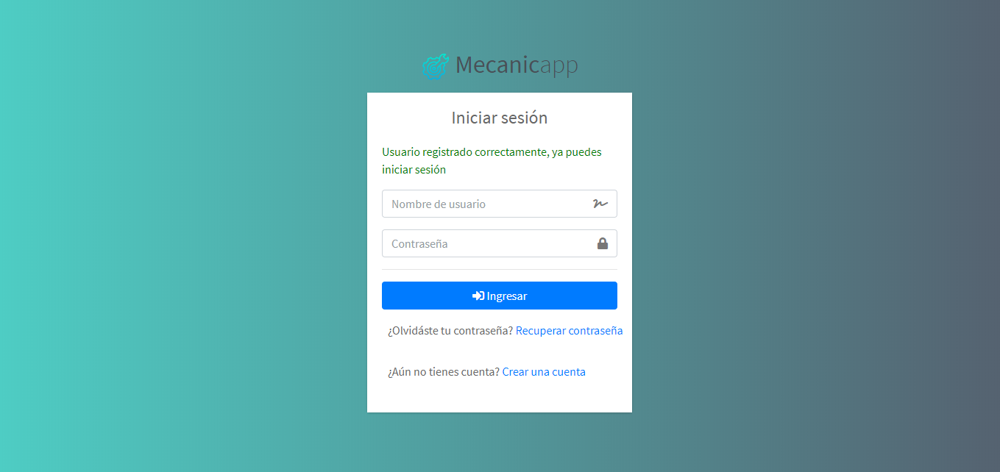 Mecanicapp
Iniciar sesión
Usuario registrado correctamente, ya puedes
iniciar sesión
Nombre de usuario
Contraseña
Ingresar
¿Olvidáste tu contraseña? Recuperar contraseña
¿Aún no tienes cuenta? Crear una cuenta